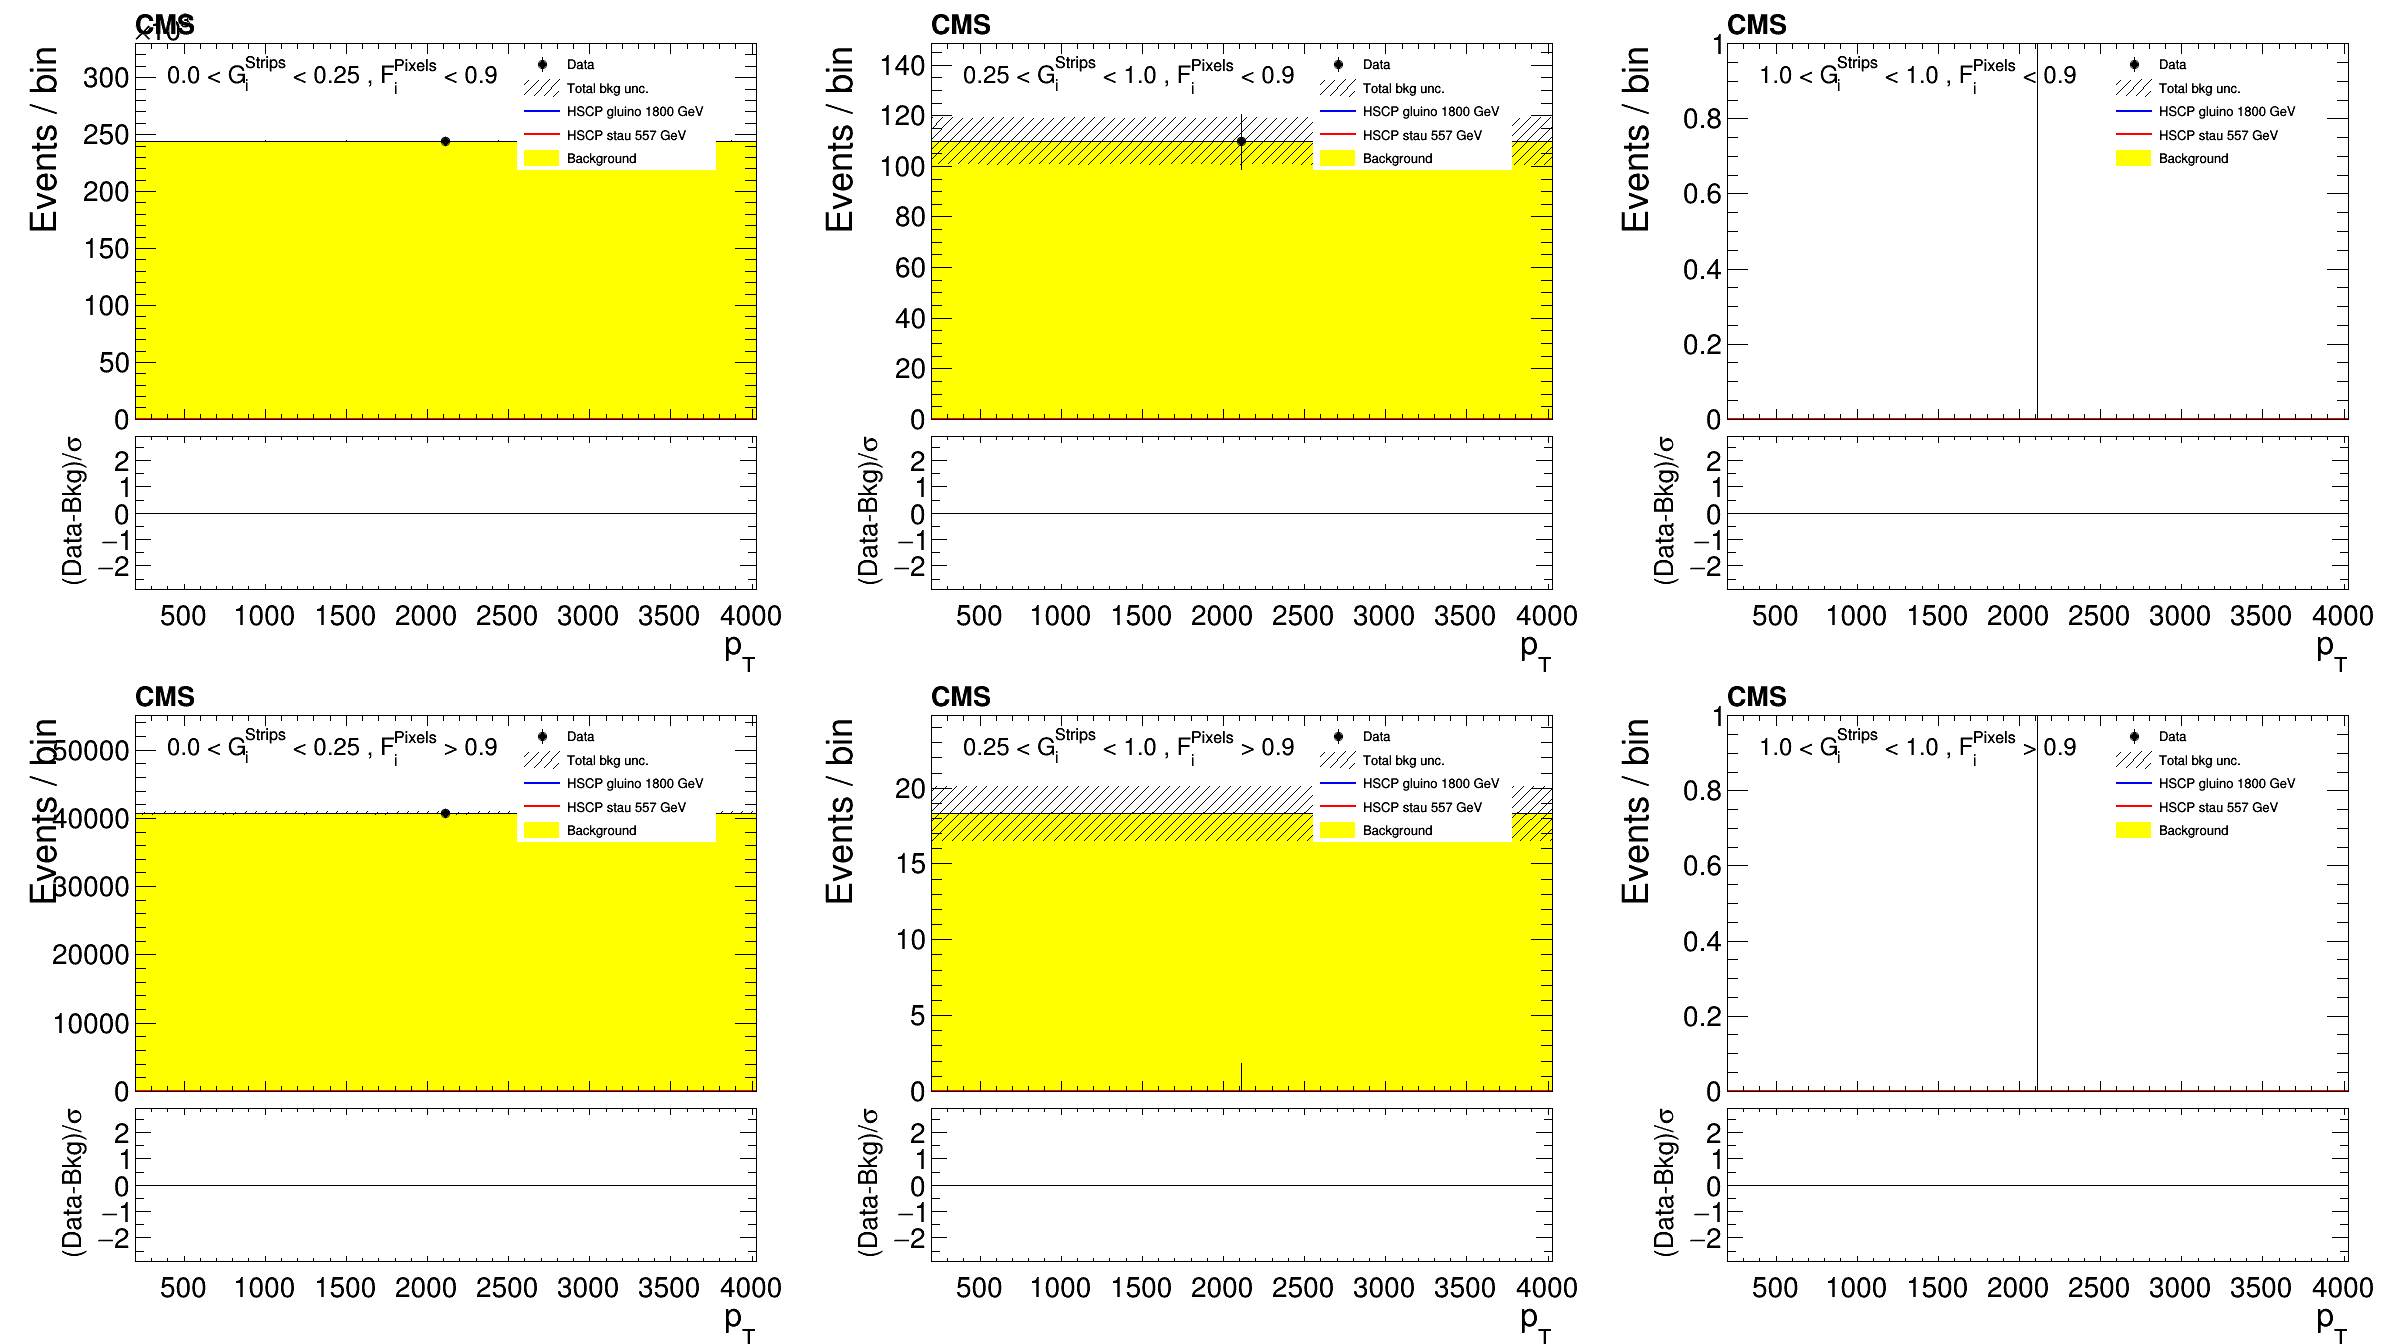 CMS
×10³
Events / bin
300
250
200
150
100
50
0
0.0 < G_i^Strips < 0.25 , F_i^Pixels < 0.9
Data
Total bkg unc.
HSCP gluino 1800 GeV
HSCP stau 557 GeV
Background
(Data-Bkg)/σ
2
1
0
−1
−2
500 1000 1500 2000 2500 3000 3500 4000
p_T
CMS
Events / bin
140
120
100
80
60
40
20
0
0.25 < G_i^Strips < 1.0 , F_i^Pixels < 0.9
Data
Total bkg unc.
HSCP gluino 1800 GeV
HSCP stau 557 GeV
Background
(Data-Bkg)/σ
2
1
0
−1
−2
500 1000 1500 2000 2500 3000 3500 4000
p_T
CMS
Events / bin
1
0.8
0.6
0.4
0.2
0
1.0 < G_i^Strips < 1.0 , F_i^Pixels < 0.9
Data
Total bkg unc.
HSCP gluino 1800 GeV
HSCP stau 557 GeV
Background
(Data-Bkg)/σ
2
1
0
−1
−2
500 1000 1500 2000 2500 3000 3500 4000
p_T
CMS
Events / bin
50000
40000
30000
20000
10000
0
0.0 < G_i^Strips < 0.25 , F_i^Pixels > 0.9
Data
Total bkg unc.
HSCP gluino 1800 GeV
HSCP stau 557 GeV
Background
(Data-Bkg)/σ
2
1
0
−1
−2
500 1000 1500 2000 2500 3000 3500 4000
p_T
CMS
Events / bin
20
15
10
5
0
0.25 < G_i^Strips < 1.0 , F_i^Pixels > 0.9
Data
Total bkg unc.
HSCP gluino 1800 GeV
HSCP stau 557 GeV
Background
(Data-Bkg)/σ
2
1
0
−1
−2
500 1000 1500 2000 2500 3000 3500 4000
p_T
CMS
Events / bin
1
0.8
0.6
0.4
0.2
0
1.0 < G_i^Strips < 1.0 , F_i^Pixels > 0.9
Data
Total bkg unc.
HSCP gluino 1800 GeV
HSCP stau 557 GeV
Background
(Data-Bkg)/σ
2
1
0
−1
−2
500 1000 1500 2000 2500 3000 3500 4000
p_T